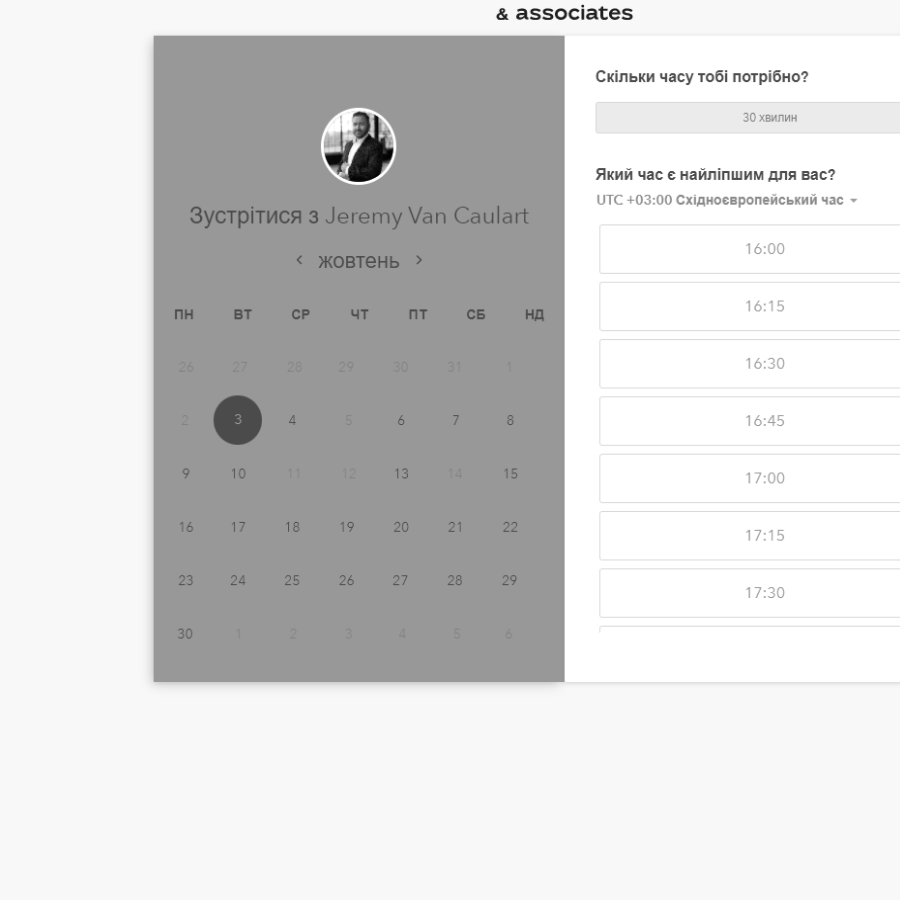 & associates
Зустрітися з Jeremy Van Caulart
жовтень
ПН ВТ СР ЧТ ПТ СБ НД
26 27 28 29 30 31 1
2 3 4 5 6 7 8
9 10 11 12 13 14 15
16 17 18 19 20 21 22
23 24 25 26 27 28 29
30 1 2 3 4 5 6
Скільки часу тобі потрібно?
30 хвилин
Який час є найліпшим для вас?
UTC +03:00 Східноєвропейський час
16:00
16:15
16:30
16:45
17:00
17:15
17:30